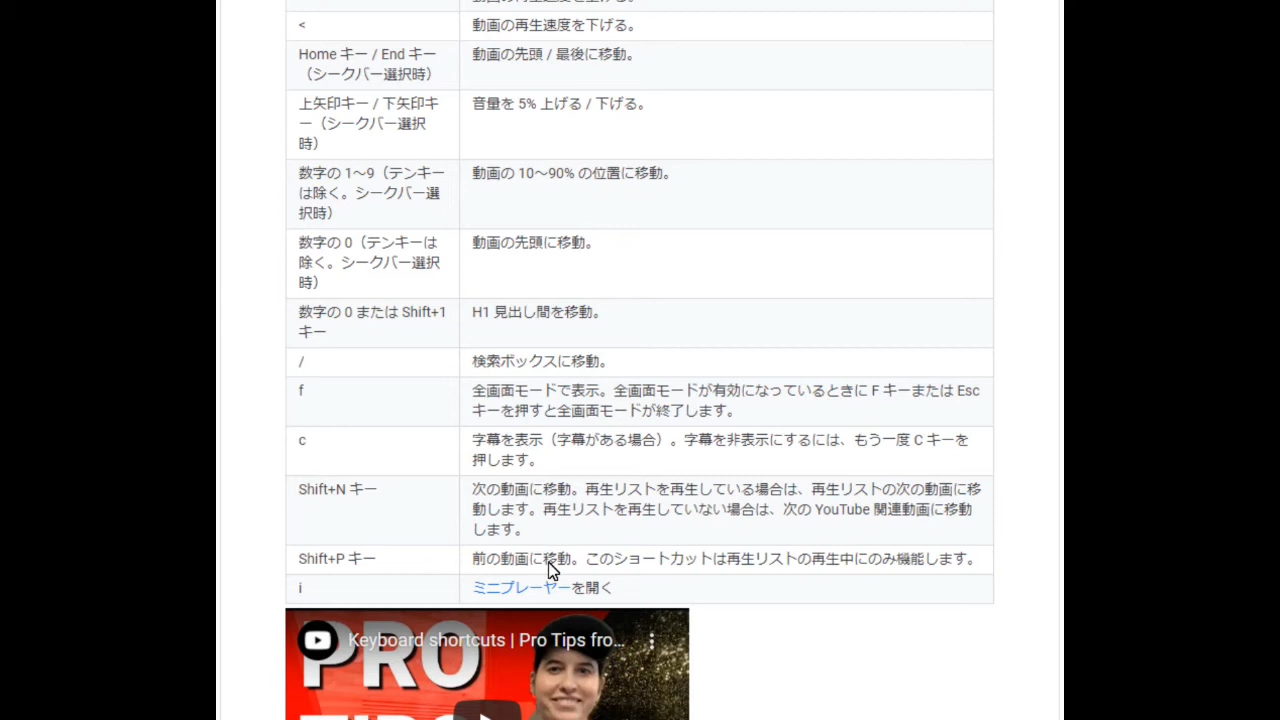 <
動画の再生速度を下げる。
Home キー / End キー
（シークバー選択時）
動画の先頭 / 最後に移動。
上矢印キー / 下矢印キ
ー（シークバー選択
時）
音量を 5% 上げる / 下げる。
数字の 1～9（テンキー
は除く。シークバー選
択時）
動画の 10～90% の位置に移動。
数字の 0（テンキーは
除く。シークバー選択
時）
動画の先頭に移動。
数字の 0 または Shift+1
キー
H1 見出し間を移動。
/
検索ボックスに移動。
f
全画面モードで表示。全画面モードが有効になっているときに F キーまたは Esc
キーを押すと全画面モードが終了します。
c
字幕を表示（字幕がある場合）。字幕を非表示にするには、もう一度 C キーを
押します。
Shift+N キー
次の動画に移動。再生リストを再生している場合は、再生リストの次の動画に移
動します。再生リストを再生していない場合は、次の YouTube 関連動画に移動
します。
Shift+P キー
前の動画に移動。このショートカットは再生リストの再生中にのみ機能します。
i
ミニプレーヤーを開く
Keyboard shortcuts | Pro Tips fro...
PRO
TIPS